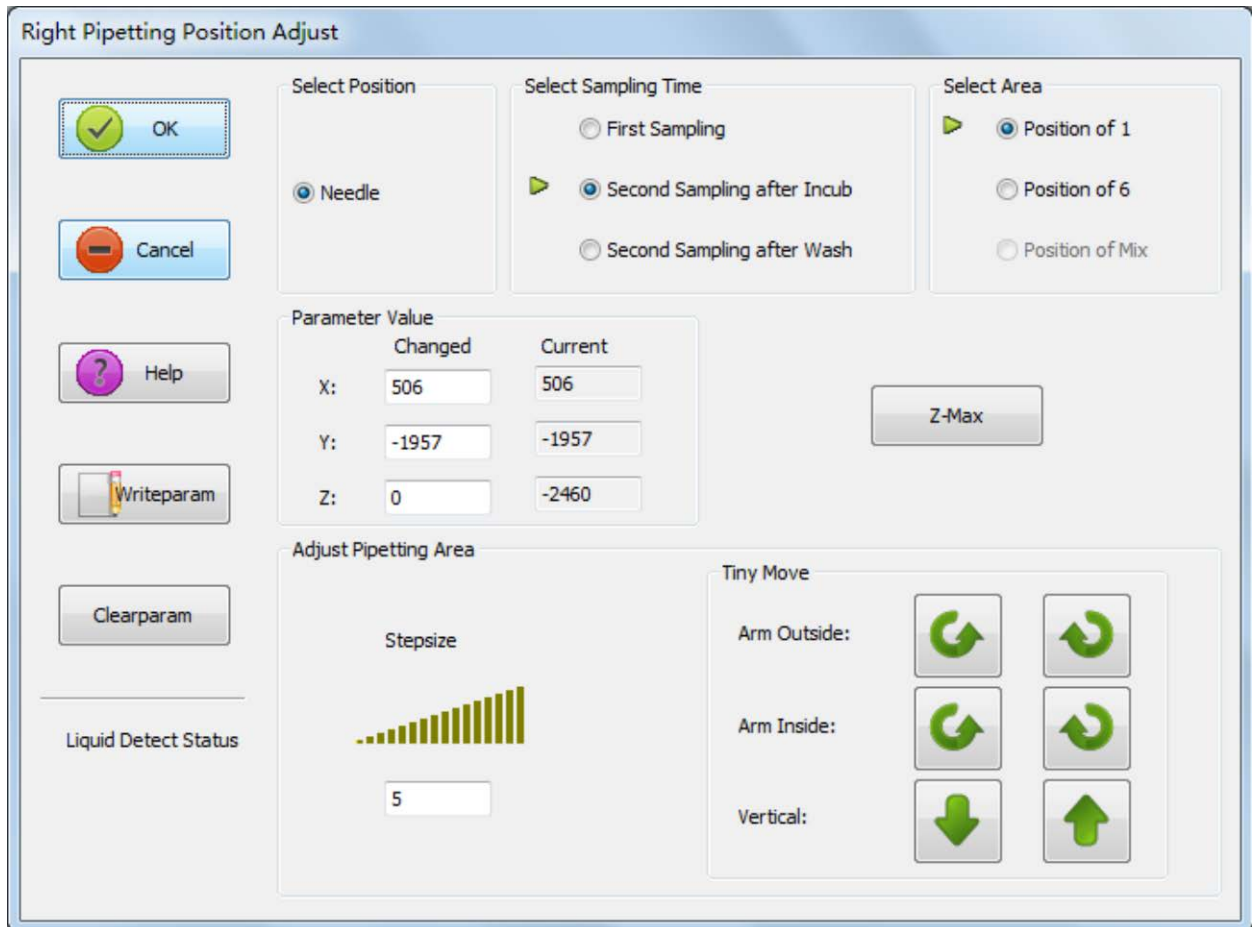 Right Pipetting Position Adjust
OK
Cancel
Help
Writeparam
Clearparam
Liquid Detect Status
Select Position
Needle
Select Sampling Time
First Sampling
Second Sampling after Incub
Second Sampling after Wash
Select Area
Position of 1
Position of 6
Position of Mix
Parameter Value
Changed Current
X: 506 506
Y: -1957 -1957
Z: 0 -2460
Z-Max
Adjust Pipetting Area
Stepsize
5
Tiny Move
Arm Outside:
Arm Inside:
Vertical: